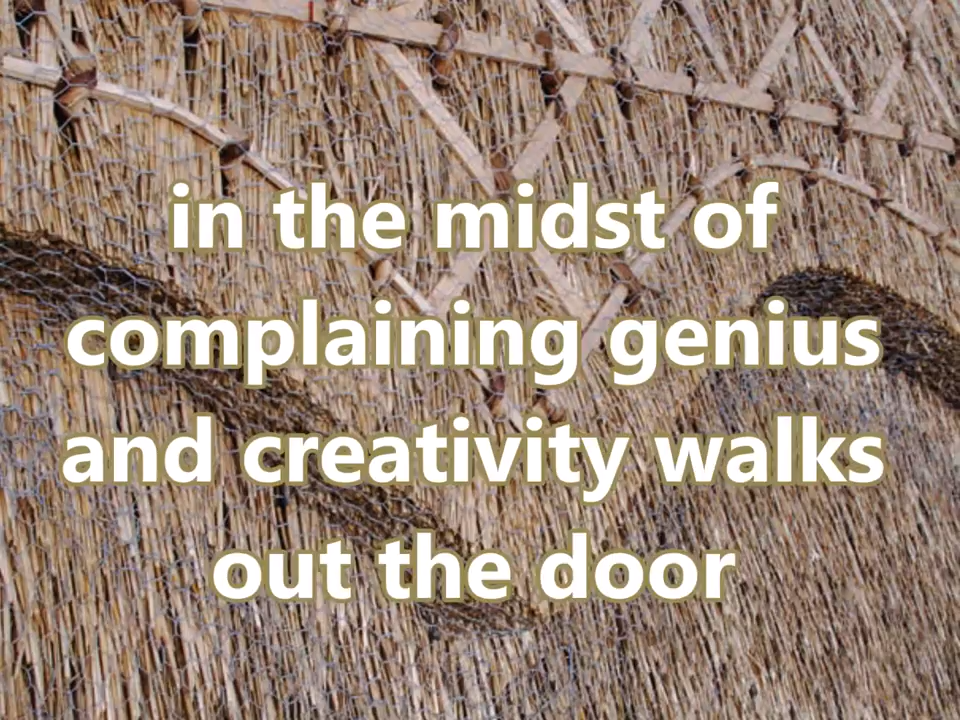 in the midst of
complaining genius
and creativity walks
out the door